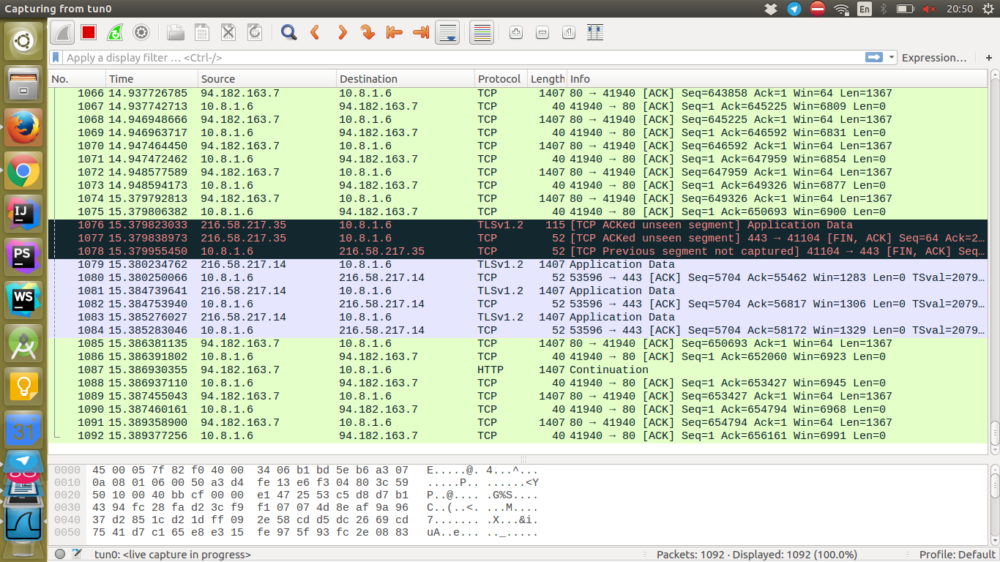 Capturing from tun0 En 20:50
Apply a display filter … <Ctrl-/> Expression… +
No. Time Source Destination Protocol Length Info
1066 14.937726785 94.182.163.7 10.8.1.6 TCP 1407 80 → 41940 [ACK] Seq=643858 Ack=1 Win=64 Len=1367
1067 14.937742713 10.8.1.6 94.182.163.7 TCP 40 41940 → 80 [ACK] Seq=1 Ack=645225 Win=6809 Len=0
1068 14.946948666 94.182.163.7 10.8.1.6 TCP 1407 80 → 41940 [ACK] Seq=645225 Ack=1 Win=64 Len=1367
1069 14.946963717 10.8.1.6 94.182.163.7 TCP 40 41940 → 80 [ACK] Seq=1 Ack=646592 Win=6831 Len=0
1070 14.947464450 94.182.163.7 10.8.1.6 TCP 1407 80 → 41940 [ACK] Seq=646592 Ack=1 Win=64 Len=1367
1071 14.947472462 10.8.1.6 94.182.163.7 TCP 40 41940 → 80 [ACK] Seq=1 Ack=647959 Win=6854 Len=0
1072 14.948577589 94.182.163.7 10.8.1.6 TCP 1407 80 → 41940 [ACK] Seq=647959 Ack=1 Win=64 Len=1367
1073 14.948594173 10.8.1.6 94.182.163.7 TCP 40 41940 → 80 [ACK] Seq=1 Ack=649326 Win=6877 Len=0
1074 15.379792813 94.182.163.7 10.8.1.6 TCP 1407 80 → 41940 [ACK] Seq=649326 Ack=1 Win=64 Len=1367
1075 15.379806382 10.8.1.6 94.182.163.7 TCP 40 41940 → 80 [ACK] Seq=1 Ack=650693 Win=6900 Len=0
1076 15.379823033 216.58.217.35 10.8.1.6 TLSv1.2 115 [TCP ACKed unseen segment] Application Data
1077 15.379838973 216.58.217.35 10.8.1.6 TCP 52 [TCP ACKed unseen segment] 443 → 41104 [FIN, ACK] Seq=64 Ack=2…
1078 15.379955450 10.8.1.6 216.58.217.35 TCP 52 [TCP Previous segment not captured] 41104 → 443 [FIN, ACK] Seq…
1079 15.380234762 216.58.217.14 10.8.1.6 TLSv1.2 1407 Application Data
1080 15.380250066 10.8.1.6 216.58.217.14 TCP 52 53596 → 443 [ACK] Seq=5704 Ack=55462 Win=1283 Len=0 TSval=2079…
1081 15.384739641 216.58.217.14 10.8.1.6 TLSv1.2 1407 Application Data
1082 15.384753940 10.8.1.6 216.58.217.14 TCP 52 53596 → 443 [ACK] Seq=5704 Ack=56817 Win=1306 Len=0 TSval=2079…
1083 15.385276027 216.58.217.14 10.8.1.6 TLSv1.2 1407 Application Data
1084 15.385283046 10.8.1.6 216.58.217.14 TCP 52 53596 → 443 [ACK] Seq=5704 Ack=58172 Win=1329 Len=0 TSval=2079…
1085 15.386381135 94.182.163.7 10.8.1.6 TCP 1407 80 → 41940 [ACK] Seq=650693 Ack=1 Win=64 Len=1367
1086 15.386391802 10.8.1.6 94.182.163.7 TCP 40 41940 → 80 [ACK] Seq=1 Ack=652060 Win=6923 Len=0
1087 15.386930355 94.182.163.7 10.8.1.6 HTTP 1407 Continuation
1088 15.386937110 10.8.1.6 94.182.163.7 TCP 40 41940 → 80 [ACK] Seq=1 Ack=653427 Win=6945 Len=0
1089 15.387455043 94.182.163.7 10.8.1.6 TCP 1407 80 → 41940 [ACK] Seq=653427 Ack=1 Win=64 Len=1367
1090 15.387460161 10.8.1.6 94.182.163.7 TCP 40 41940 → 80 [ACK] Seq=1 Ack=654794 Win=6968 Len=0
1091 15.389358900 94.182.163.7 10.8.1.6 TCP 1407 80 → 41940 [ACK] Seq=654794 Ack=1 Win=64 Len=1367
1092 15.389377256 10.8.1.6 94.182.163.7 TCP 40 41940 → 80 [ACK] Seq=1 Ack=656161 Win=6991 Len=0
0000 45 00 05 7f 82 f0 40 00 34 06 b1 bd 5e b6 a3 07 E.....@. 4...^...
0010 0a 08 01 06 00 50 a3 d4 fe 13 e6 f3 04 80 3c 59 .....P.. ......<Y
0020 50 10 00 40 bb cf 00 00 e1 47 25 53 c5 d8 d7 b1 P..@.... .G%S....
0030 43 94 fc 28 fa d2 3c f9 f1 07 07 4d 8e af 9a 96 C..(..<. ...M....
0040 37 d2 85 1c d2 1d ff 09 2e 58 cd d5 dc 26 69 cd 7....... .X...&i.
0050 75 41 d7 c1 65 e8 e3 15 fe 97 5f 93 fc 2e 08 83 uA..e... .._.....
tun0: <live capture in progress> Packets: 1092 · Displayed: 1092 (100.0%) Profile: Default
IJ
PS
WS
31